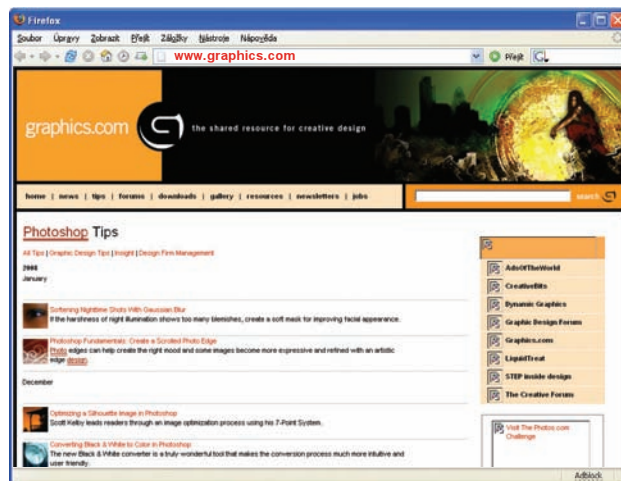 Firefox
Soubor Úpravy Zobrazit Přejít Záložky Nástroje Nápověda
www.graphics.com
Přejít
G
graphics.com
the shared resource for creative design
home | news | tips | forums | downloads | gallery | resources | newsletters | jobs
search
Photoshop Tips
All Tips | Graphic Design Tips | Insight | Design Firm Management
2008
January
Softening Nighttime Shots With Gaussian Blur
If the harshness of night illumination shows too many blemishes, create a soft mask for improving facial appearance.
Photoshop Fundamentals: Create a Scrolled Photo Edge
Photo edges can help create the right mood and some images become more expressive and refined with an artistic
edge design.
December
Optimizing a Silhouette Image in Photoshop
Scott Kelby leads readers through an image optimization process using his 7-Point System.
Converting Black & White to Color in Photoshop
The new Black & White converter is a truly wonderful tool that makes the conversion process much more intuitive and
user friendly.
AdsOfTheWorld
CreativeBits
Dynamic Graphics
Graphic Design Forum
Graphics.com
LiquidTreat
STEP inside design
The Creative Forum
Visit The Photos.com
Challenge
Adblock